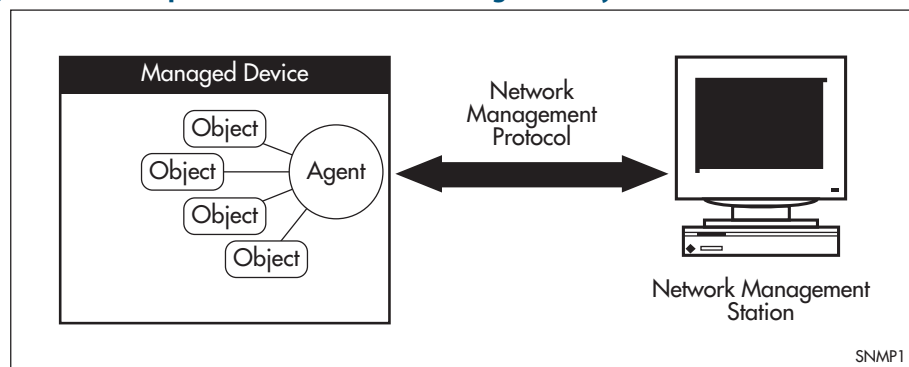 Managed Device
Object
Object
Object
Object
Agent
Network
Management
Protocol
Network Management
Station
SNMP1